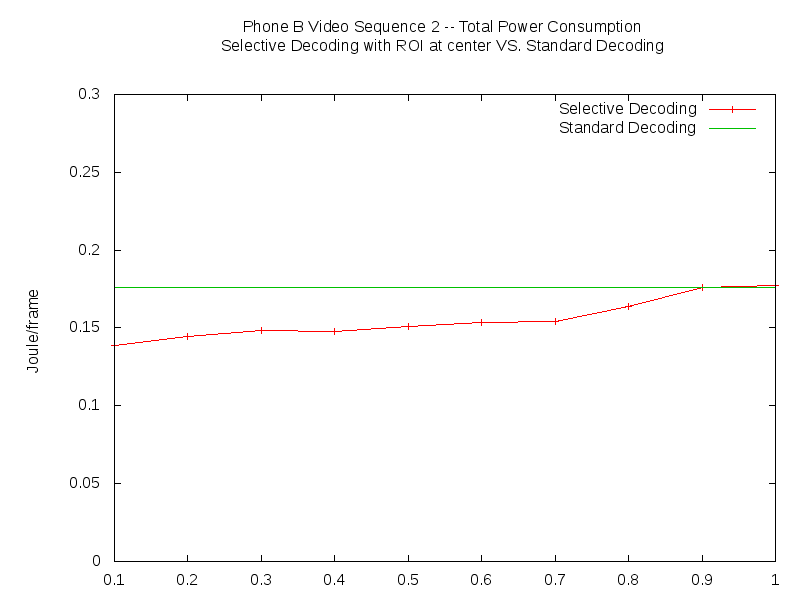 Phone B Video Sequence 2 -- Total Power Consumption
Selective Decoding with ROI at center VS. Standard Decoding
Selective Decoding
Standard Decoding
0.3
0.25
0.2
0.15
0.1
0.05
0
Joule/frame
0.1 0.2 0.3 0.4 0.5 0.6 0.7 0.8 0.9 1